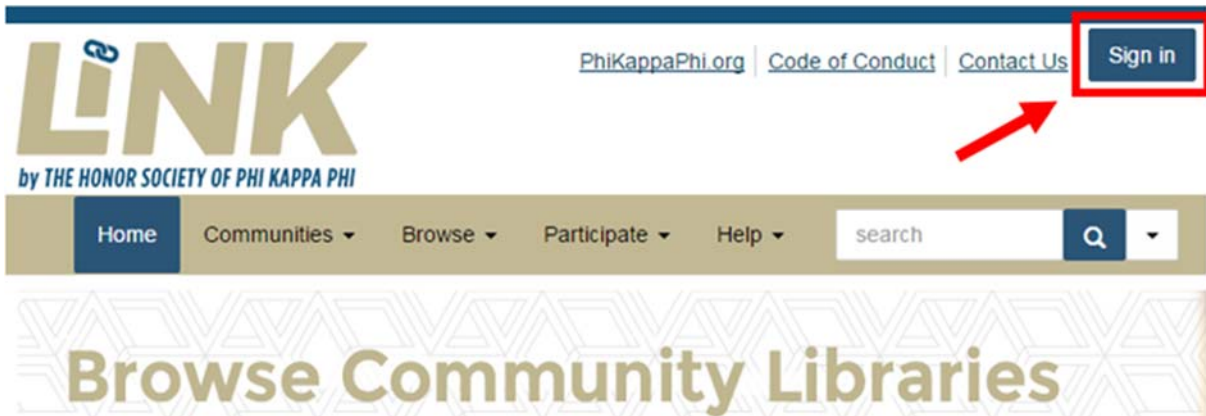 LiNK
by THE HONOR SOCIETY OF PHI KAPPA PHI
PhiKappaPhi.org Code of Conduct Contact Us Sign in
Home Communities Browse Participate Help search
Browse Community Libraries